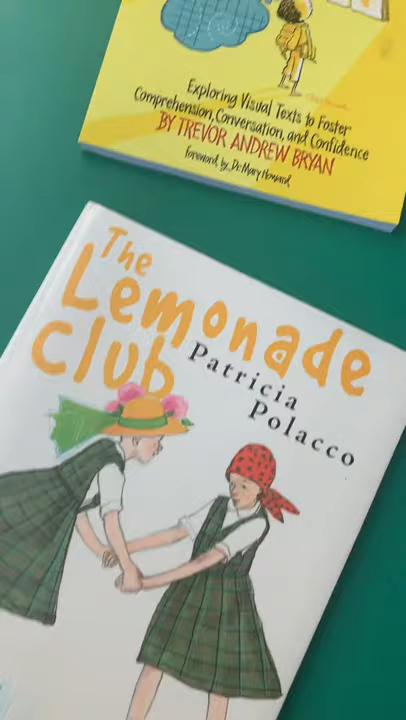 Exploring Visual Texts to Foster
Comprehension, Conversation, and Confidence
BY TREVOR ANDREW BRYAN
Foreword by Dr. Mary Howard
The
Lemonade
Club
Patricia
Polacco